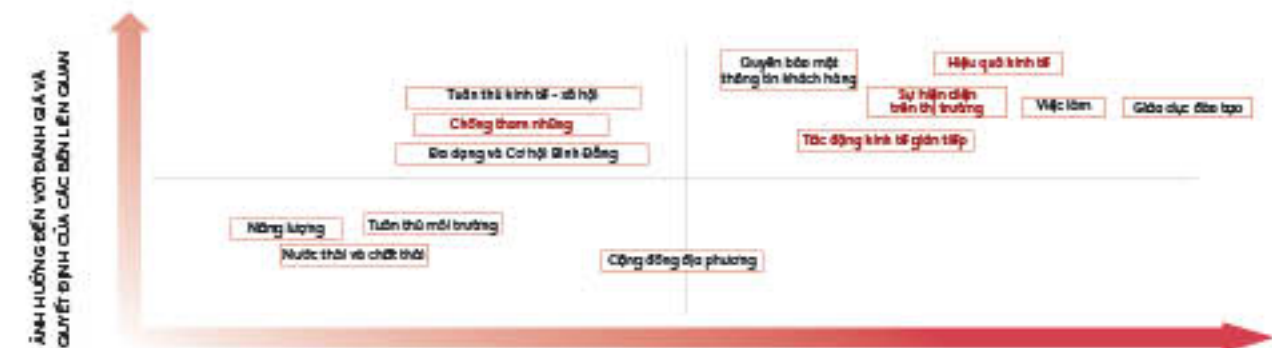 ẢNH HƯỞNG ĐẾN VỚI ĐÁNH GIÁ VÀ
QUYẾT ĐỊNH CỦA CÁC BÊN LIÊN QUAN
Tuân thủ kinh tế - xã hội
Chống tham nhũng
Đa dạng và Cơ hội Bình Đẳng
Quyền bảo mật
thông tin khách hàng
Hiệu quả kinh tế
Sự hiện diện
trên thị trường
Việc làm
Giáo dục đào tạo
Tác động kinh tế gián tiếp
Năng lượng
Tuân thủ môi trường
Nước thải và chất thải
Cộng đồng địa phương